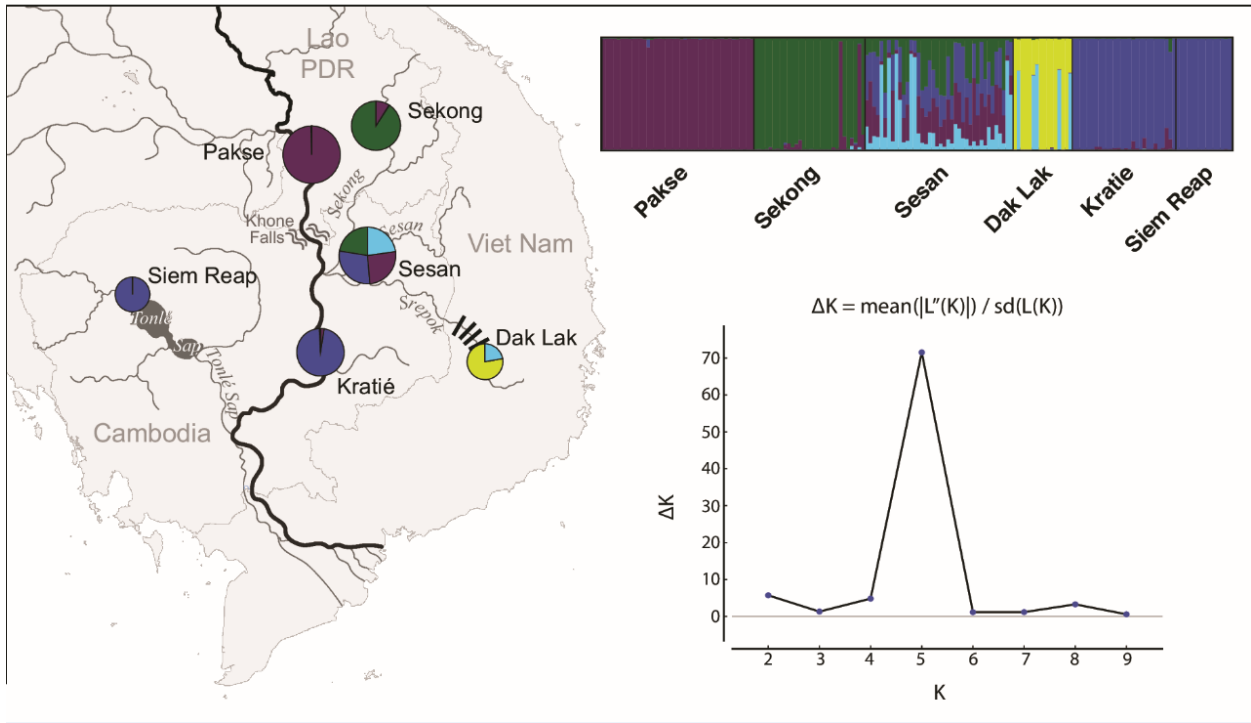 Lao
PDR
Sekong
Pakse
Sekong
Khone
Falls
Sesan
Sesan
Viet Nam
Siem Reap
Tonlé
Sap
Tonlé Sap
Srepok
Dak Lak
Kratié
Cambodia
Pakse
Sekong
Sesan
Dak Lak
Kratie
Siem Reap
ΔK = mean(|L″(K)|) / sd(L(K))
ΔK
70
60
50
40
30
20
10
0
2 3 4 5 6 7 8 9
K